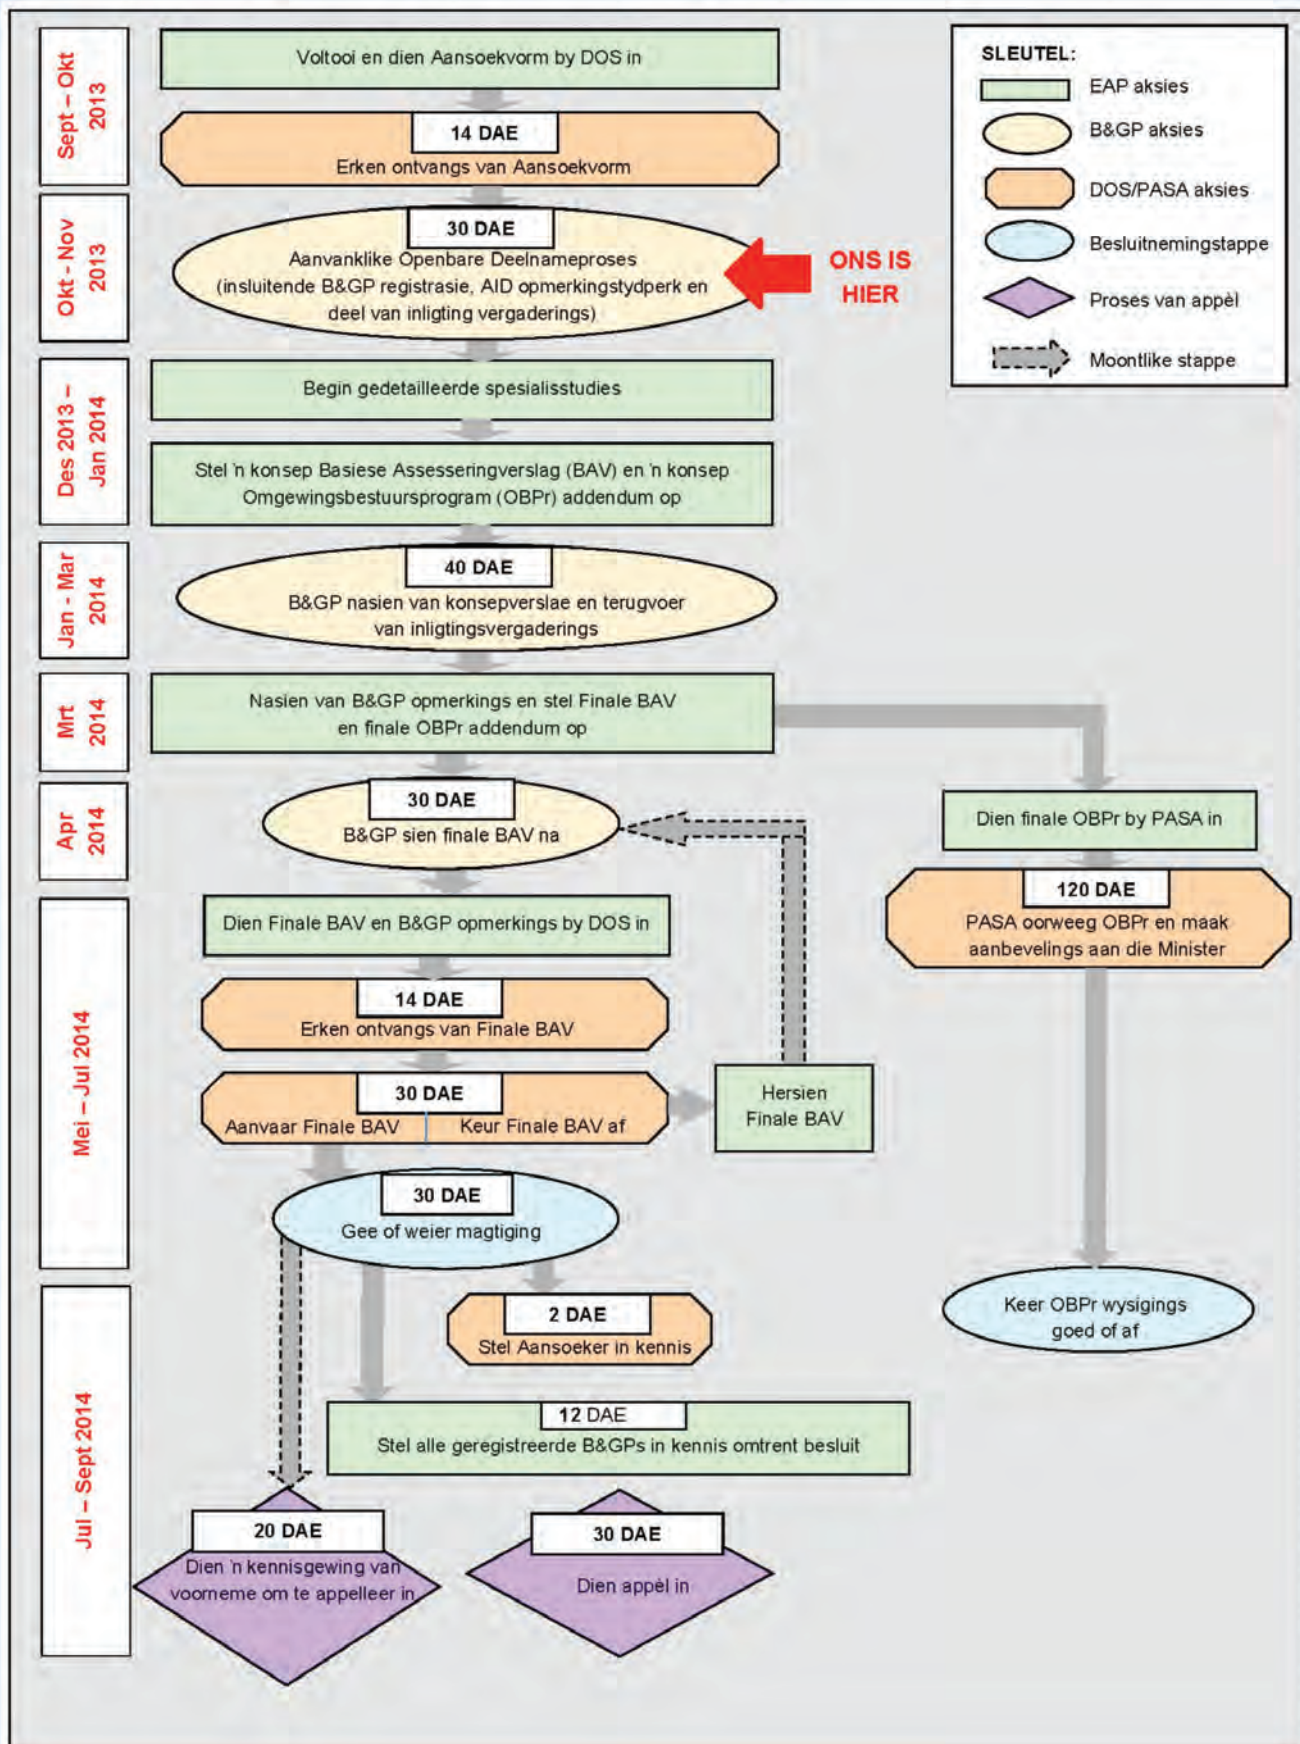 Sept – Okt
2013
Voltooi en dien Aansoekvorm by DOS in
14 DAE
Erken ontvangs van Aansoekvorm
SLEUTEL:
EAP aksies
B&GP aksies
DOS/PASA aksies
Besluitnemingstappe
Proses van appèl
Moontlike stappe
Okt - Nov
2013
30 DAE
Aanvanklike Openbare Deelnameproses
(insluitende B&GP registrasie, AID opmerkingstydperk en
deel van inligting vergaderings)
ONS IS
HIER
Des 2013 –
Jan 2014
Begin gedetailleerde spesialisstudies
Stel 'n konsep Basiese Assesseringverslag (BAV) en 'n konsep
Omgewingsbestuursprogram (OBPr) addendum op
Jan - Mar
2014
40 DAE
B&GP nasien van konsepverslae en terugvoer
van inligtingsvergaderings
Mrt
2014
Nasien van B&GP opmerkings en stel Finale BAV
en finale OBPr addendum op
Apr
2014
30 DAE
B&GP sien finale BAV na
Dien finale OBPr by PASA in
120 DAE
PASA oorweeg OBPr en maak
aanbevelings aan die Minister
Mei – Jul 2014
Dien Finale BAV en B&GP opmerkings by DOS in
14 DAE
Erken ontvangs van Finale BAV
30 DAE
Aanvaar Finale BAV
Keur Finale BAV af
Hersien
Finale BAV
30 DAE
Gee of weier magtiging
Keer OBPr wysigings
goed of af
Jul – Sept 2014
2 DAE
Stel Aansoeker in kennis
12 DAE
Stel alle geregistreerde B&GPs in kennis omtrent besluit
20 DAE
Dien 'n kennisgewing van
voorneme om te appelleer in
30 DAE
Dien appèl in